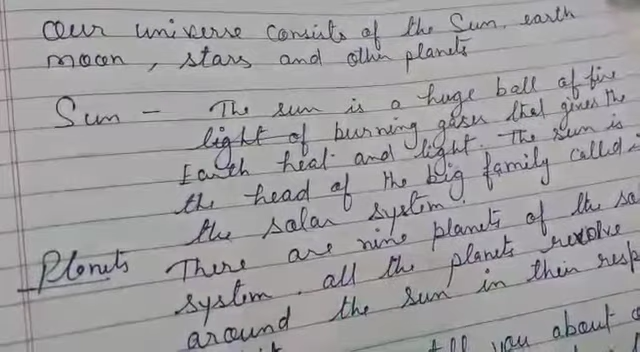 Our universe consists of the Sun, earth
moon, stars and other planets
Sun - The sun is a huge ball of fire
light of burning gases that gives the
Earth heat and light. The sun is
the head of the big family called
the solar system.
Planets There are nine planets of the
system. all the planets revolve
around the sun in their
you about